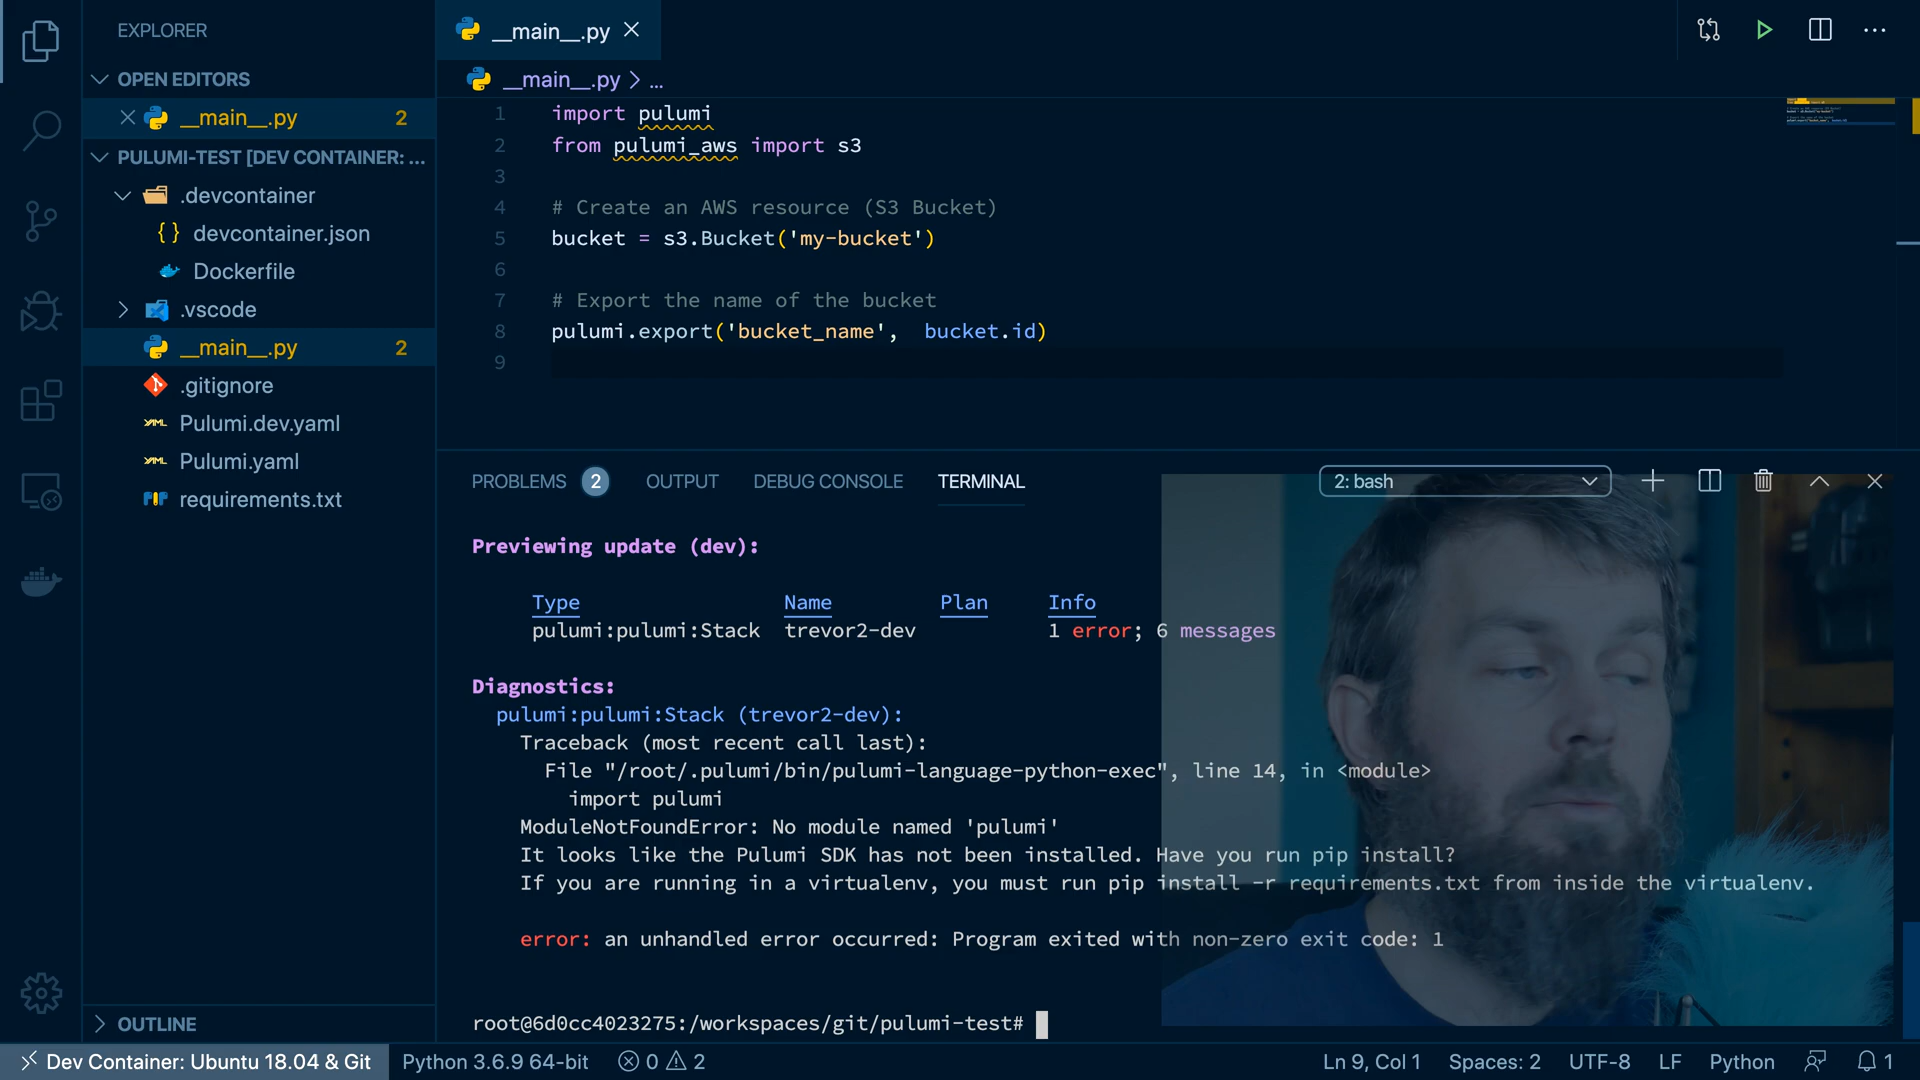 EXPLORER
OPEN EDITORS
__main__.py 2
PULUMI-TEST [DEV CONTAINER: ...
.devcontainer
{ } devcontainer.json
Dockerfile
.vscode
__main__.py 2
.gitignore
YAML Pulumi.dev.yaml
YAML Pulumi.yaml
requirements.txt
OUTLINE
__main__.py
__main__.py > ...
1 import pulumi
2 from pulumi_aws import s3
3
4 # Create an AWS resource (S3 Bucket)
5 bucket = s3.Bucket('my-bucket')
6
7 # Export the name of the bucket
8 pulumi.export('bucket_name',  bucket.id)
9
PROBLEMS 2 OUTPUT DEBUG CONSOLE TERMINAL 2: bash
Previewing update (dev):
Type Name Plan Info
pulumi:pulumi:Stack trevor2-dev 1 error; 6 messages
Diagnostics:
pulumi:pulumi:Stack (trevor2-dev):
Traceback (most recent call last):
File "/root/.pulumi/bin/pulumi-language-python-exec", line 14, in <module>
import pulumi
ModuleNotFoundError: No module named 'pulumi'
It looks like the Pulumi SDK has not been installed. Have you run pip install?
If you are running in a virtualenv, you must run pip install -r requirements.txt from inside the virtualenv.
error: an unhandled error occurred: Program exited with non-zero exit code: 1
root@6d0cc4023275:/workspaces/git/pulumi-test#
Dev Container: Ubuntu 18.04 & Git Python 3.6.9 64-bit 0 2 Ln 9, Col 1 Spaces: 2 UTF-8 LF Python 1